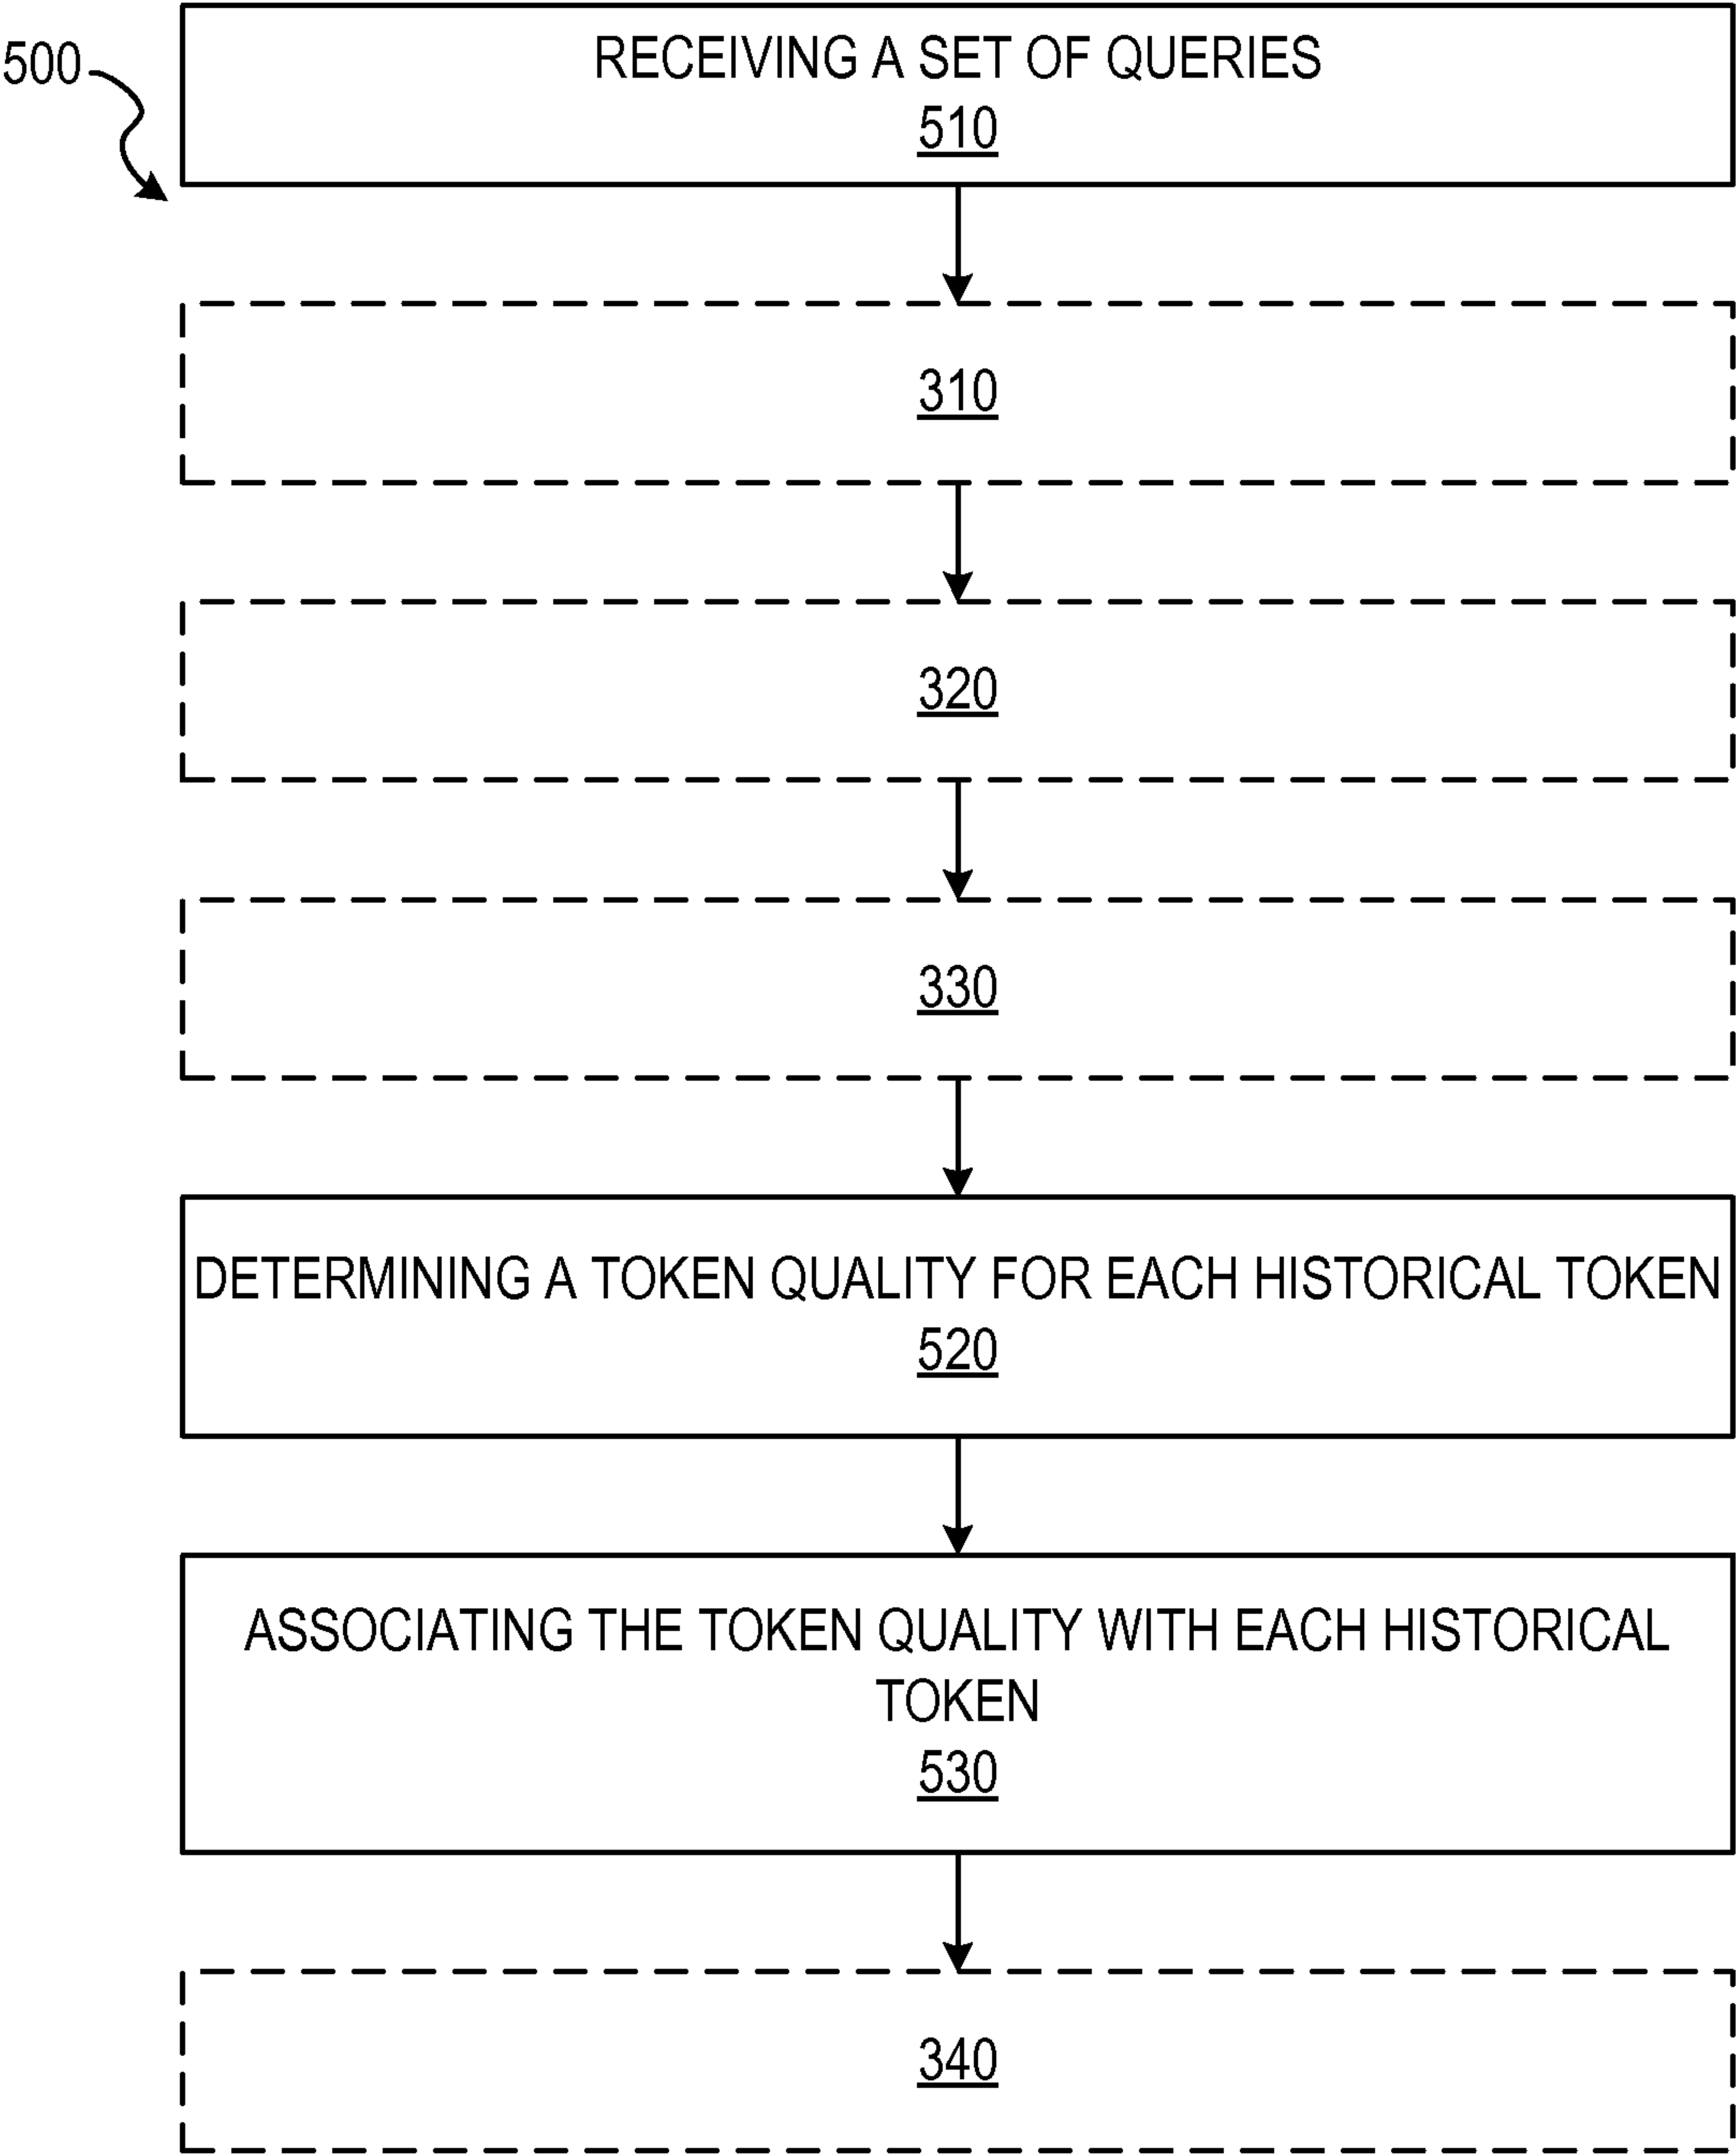 500
RECEIVING A SET OF QUERIES
510
310
320
330
DETERMINING A TOKEN QUALITY FOR EACH HISTORICAL TOKEN
520
ASSOCIATING THE TOKEN QUALITY WITH EACH HISTORICAL
TOKEN
530
340